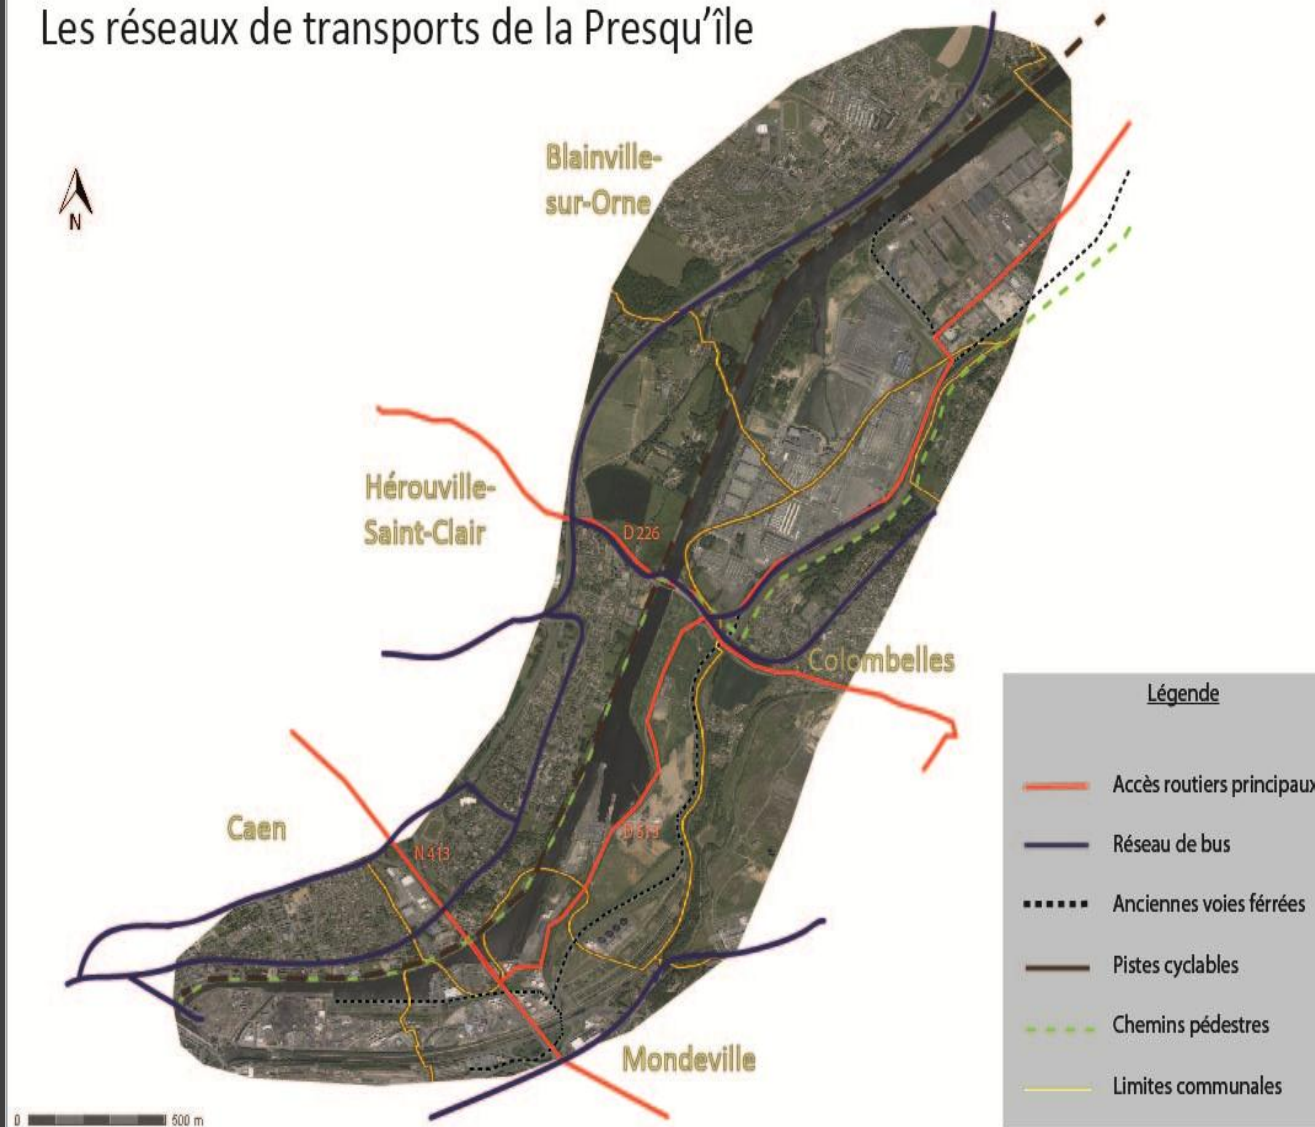 Les réseaux de transports de la Presqu'île
N
Blainville-
sur-Orne
Hérouville-
Saint-Clair
D 226
Colombelles
Caen
N 413
D 513
Mondeville
0 500 m
Légende
Accès routiers principaux
Réseau de bus
Anciennes voies férrées
Pistes cyclables
Chemins pédestres
Limites communales